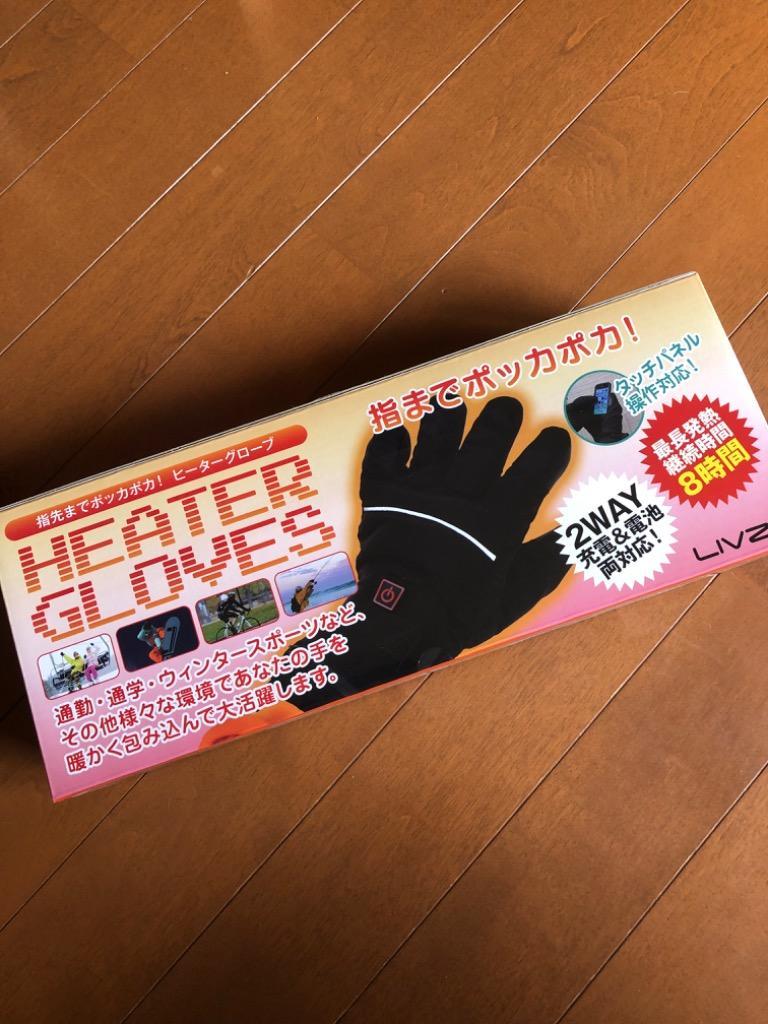 指先までポッカポカ! ヒーターグローブ
HEATER
GLOVES
通勤・通学・ウィンタースポーツなど、
その他様々な環境であなたの手を
暖かく包み込んで大活躍します。
指までポッカポカ!
タッチパネル
操作対応!
最長発熱
継続時間
8時間
2WAY
充電&電池
両対応!